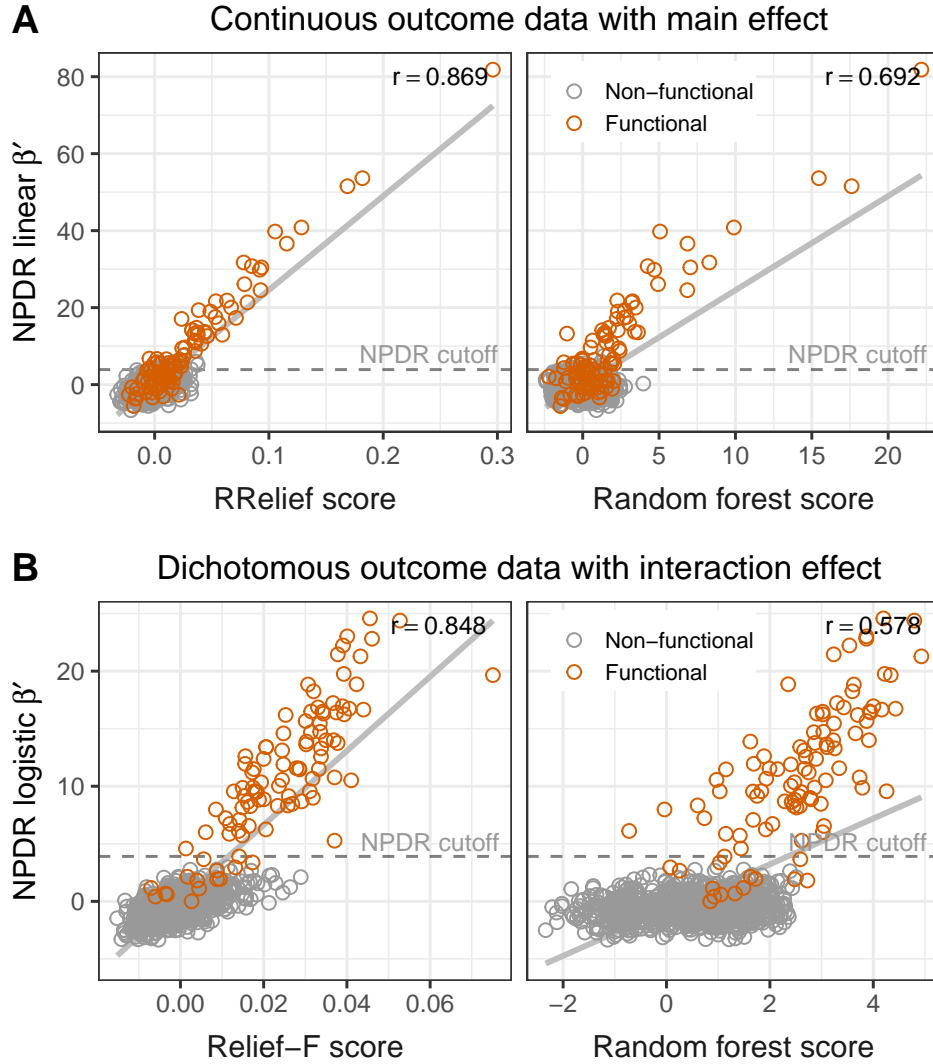 A
Continuous outcome data with main effect
NPDR linear β′
80
60
40
20
0
r = 0.869
NPDR cutoff
0.0
0.1
0.2
0.3
RRelief score
Non−functional
Functional
r = 0.692
NPDR cutoff
0
5
10
15
20
Random forest score
B
Dichotomous outcome data with interaction effect
NPDR logistic β′
20
10
0
r = 0.848
NPDR cutoff
0.00
0.02
0.04
0.06
Relief−F score
Non−functional
Functional
r = 0.578
NPDR cutoff
−2
0
2
4
Random forest score